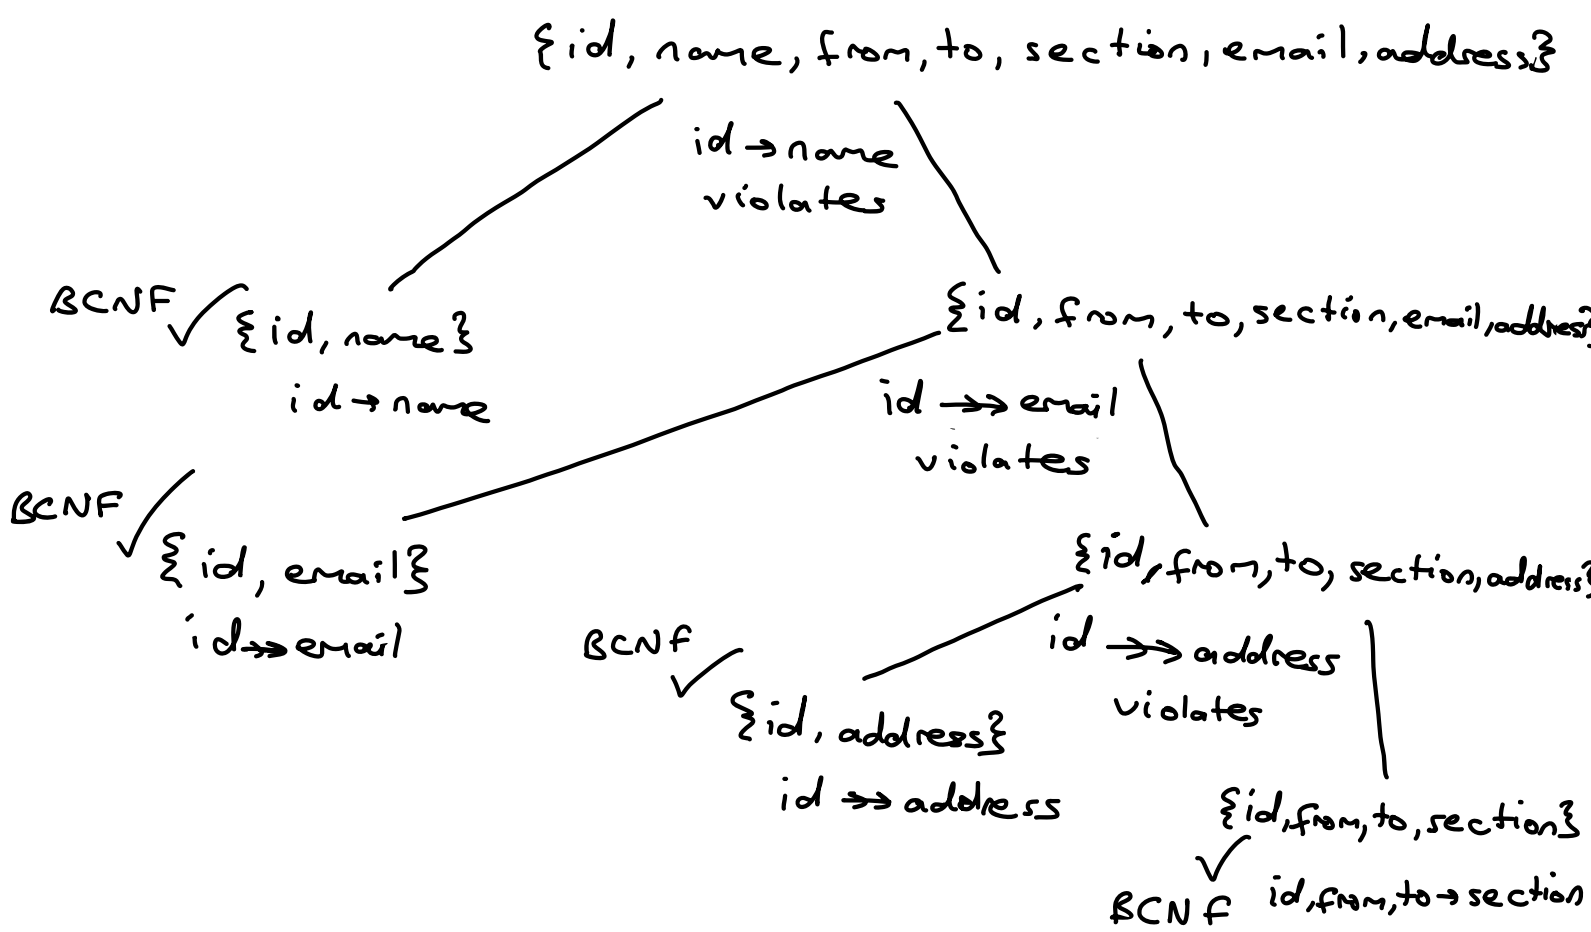 {id, name, from, to, section, email, address}
id → name
violates
BCNF ✓ {id, name}
id → name
{id, from, to, section, email, address}
id ↠ email
violates
BCNF ✓
{id, email}
id ↠ email
{id, from, to, section, address}
id ↠ address
violates
BCNF ✓
{id, address}
id ↠ address
{id, from, to, section}
✓
BCNF
id, from, to → section